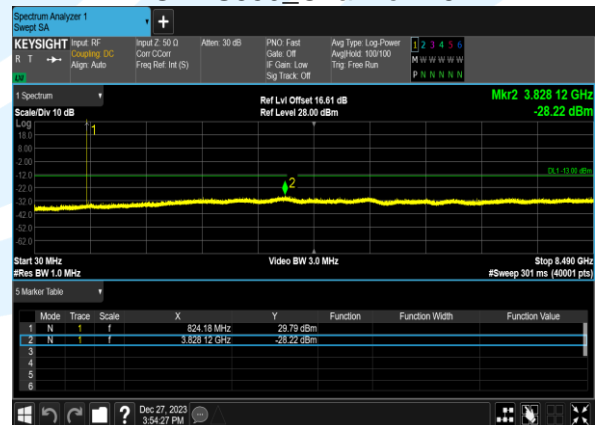 Spectrum Analyzer 1
Swept SA
KEYSIGHT
R T
LW
Input: RF
Coupling: DC
Align: Auto
Input Z: 50 Ω
Corr CCorr
Freq Ref: Int (S)
Atten: 30 dB
PNO: Fast
Gate: Off
IF Gain: Low
Sig Track: Off
Avg Type: Log-Power
Avg|Hold: 100/100
Trig: Free Run
1 2 3 4 5 6
M W W W W W
P N N N N N
1 Spectrum
Scale/Div 10 dB
Ref Lvl Offset 16.61 dB
Ref Level 28.00 dBm
Mkr2 3.828 12 GHz
-28.22 dBm
Log
18.0
8.00
-2.00
-12.0
-22.0
-32.0
-42.0
-52.0
-62.0
1
2
DL1 -13.00 dBm
Start 30 MHz
#Res BW 1.0 MHz
Video BW 3.0 MHz
Stop 8.490 GHz
#Sweep 301 ms (40001 pts)
5 Marker Table
Mode Trace Scale X Y Function Function Width Function Value
1 N 1 f 824.18 MHz 29.79 dBm
2 N 1 f 3.828 12 GHz -28.22 dBm
3
4
5
6
?
Dec 27, 2023
3:54:27 PM